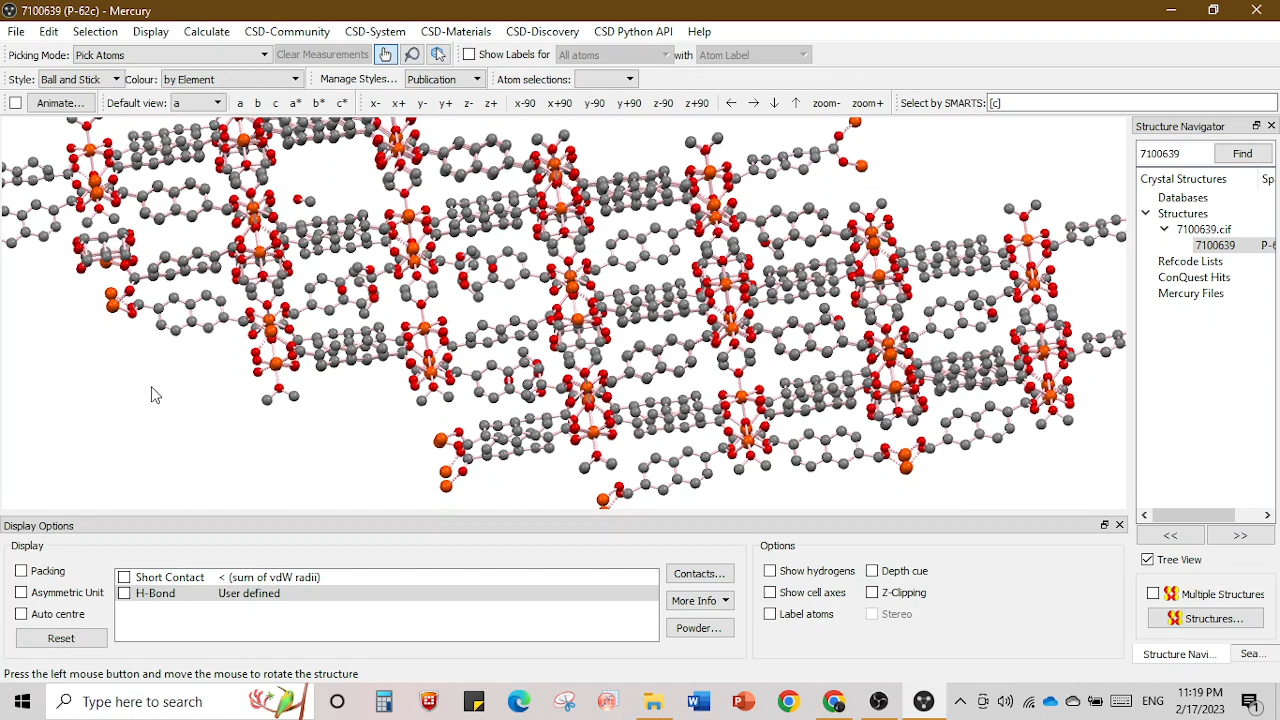 7100639 (P-62c) - Mercury
File Edit Selection Display Calculate CSD-Community CSD-System CSD-Materials CSD-Discovery CSD Python API Help
Picking Mode: Pick Atoms Clear Measurements Show Labels for All atoms with Atom Label
Style: Ball and Stick Colour: by Element Manage Styles... Publication Atom selections:
Animate... Default view: a a b c a* b* c* x- x+ y- y+ z- z+ x-90 x+90 y-90 y+90 z-90 z+90 zoom- zoom+ Select by SMARTS: [c]
Structure Navigator
7100639 Find
Crystal Structures Sp
Databases
Structures
7100639.cif
7100639 P-6
Refcode Lists
ConQuest Hits
Mercury Files
<< >>
Tree View
Multiple Structures
Structures...
Structure Navi... Sea...
Display Options
Display
Packing
Asymmetric Unit
Auto centre
Reset
Short Contact < (sum of vdW radii)
H-Bond User defined
Contacts...
More Info
Powder...
Options
Show hydrogens Depth cue
Show cell axes Z-Clipping
Label atoms Stereo
Press the left mouse button and move the mouse to rotate the structure
Type here to search
ENG
11:19 PM
2/17/2023
1